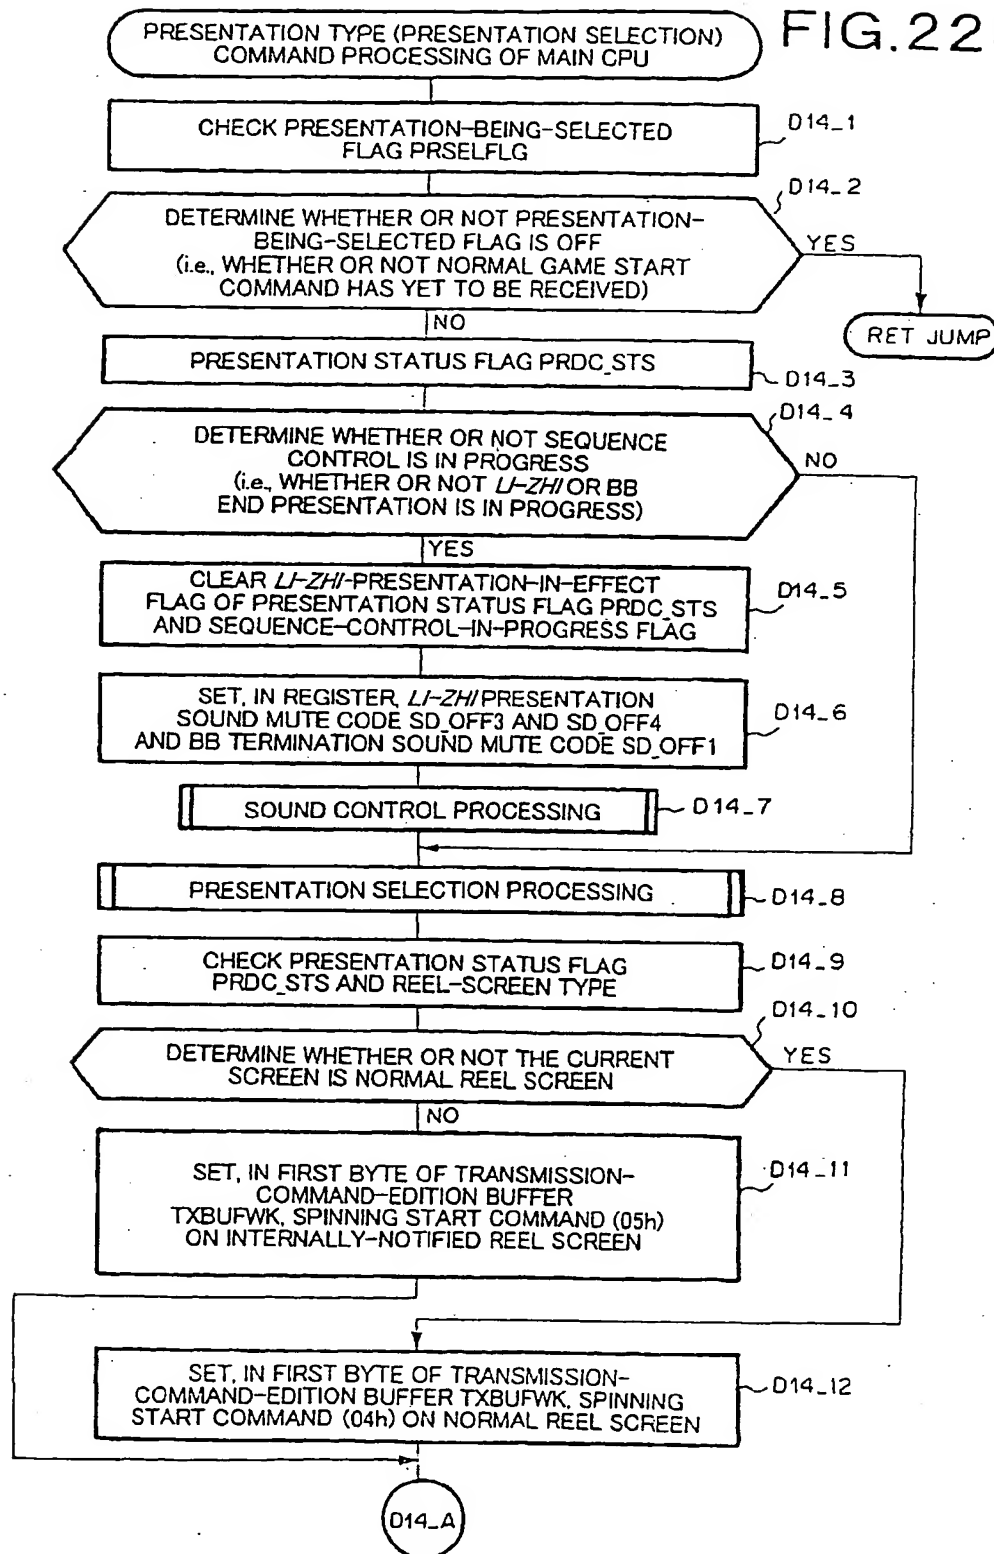 FIG.22
PRESENTATION TYPE (PRESENTATION SELECTION)
COMMAND PROCESSING OF MAIN CPU
CHECK PRESENTATION-BEING-SELECTED
FLAG PRSELFLG
D14_1
D14_2
DETERMINE WHETHER OR NOT PRESENTATION-
BEING-SELECTED FLAG IS OFF
(i.e., WHETHER OR NOT NORMAL GAME START
COMMAND HAS YET TO BE RECEIVED)
YES
RET JUMP
NO
PRESENTATION STATUS FLAG PRDC_STS
D14_3
D14_4
DETERMINE WHETHER OR NOT SEQUENCE
CONTROL IS IN PROGRESS
(i.e., WHETHER OR NOT LI-ZHI OR BB
END PRESENTATION IS IN PROGRESS)
NO
YES
CLEAR LI-ZHI-PRESENTATION-IN-EFFECT
FLAG OF PRESENTATION STATUS FLAG PRDC_STS
AND SEQUENCE-CONTROL-IN-PROGRESS FLAG
D14_5
SET, IN REGISTER, LI-ZHI PRESENTATION
SOUND MUTE CODE SD_OFF3 AND SD_OFF4
AND BB TERMINATION SOUND MUTE CODE SD_OFF1
D14_6
SOUND CONTROL PROCESSING
D14_7
PRESENTATION SELECTION PROCESSING
D14_8
CHECK PRESENTATION STATUS FLAG
PRDC_STS AND REEL-SCREEN TYPE
D14_9
D14_10
DETERMINE WHETHER OR NOT THE CURRENT
SCREEN IS NORMAL REEL SCREEN
YES
NO
SET, IN FIRST BYTE OF TRANSMISSION-
COMMAND-EDITION BUFFER
TXBUFWK, SPINNING START COMMAND (05h)
ON INTERNALLY-NOTIFIED REEL SCREEN
D14_11
SET, IN FIRST BYTE OF TRANSMISSION-
COMMAND-EDITION BUFFER TXBUFWK, SPINNING
START COMMAND (04h) ON NORMAL REEL SCREEN
D14_12
D14_A